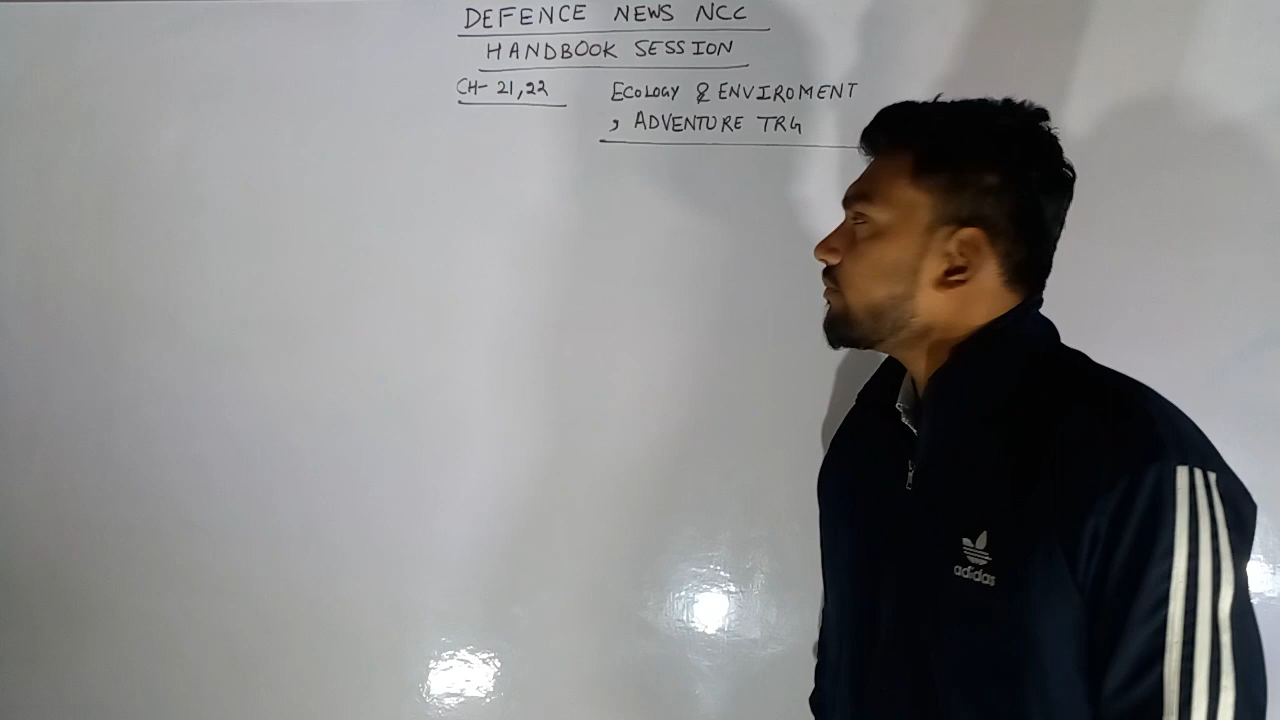 DEFENCE NEWS NCC
HANDBOOK SESSION
CH- 21,22 ECOLOGY & ENVIROMENT
, ADVENTURE TRG
adidas